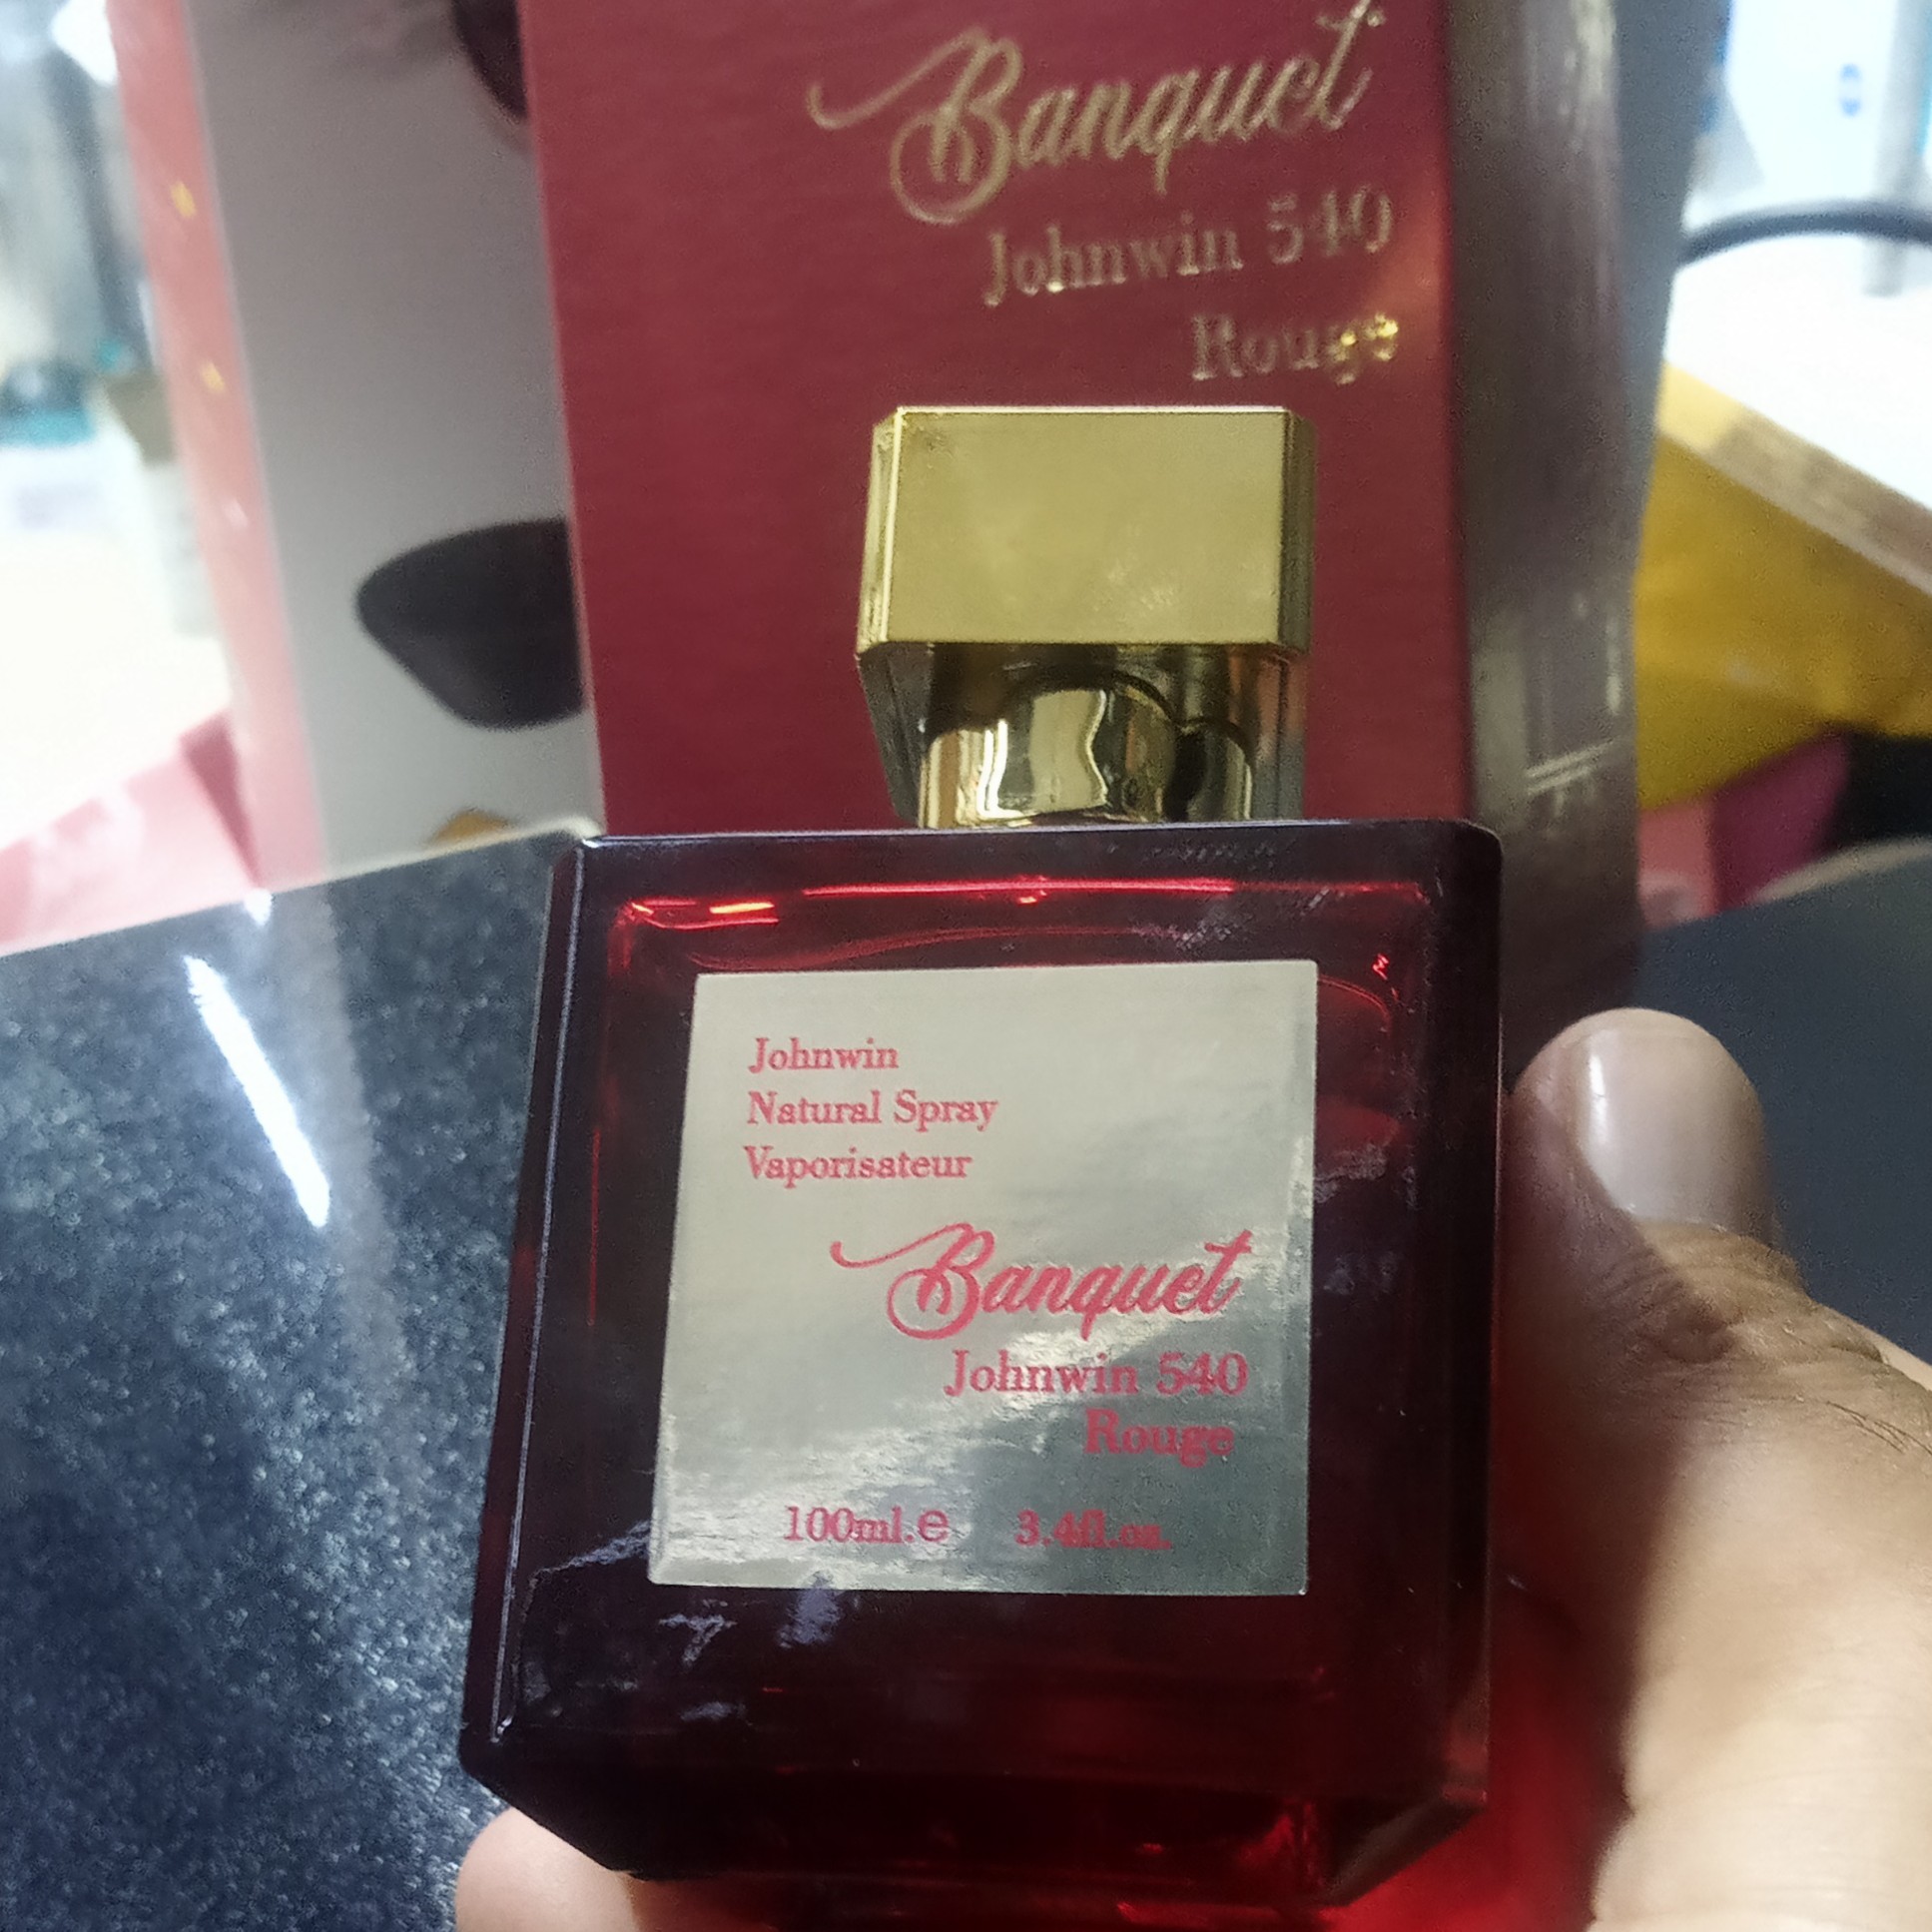 Banquet
Johnwin 540
Rouge
Johnwin
Natural Spray
Vaporisateur
Banquet
Johnwin 540
Rouge
100ml.e 3.4fl.oz.